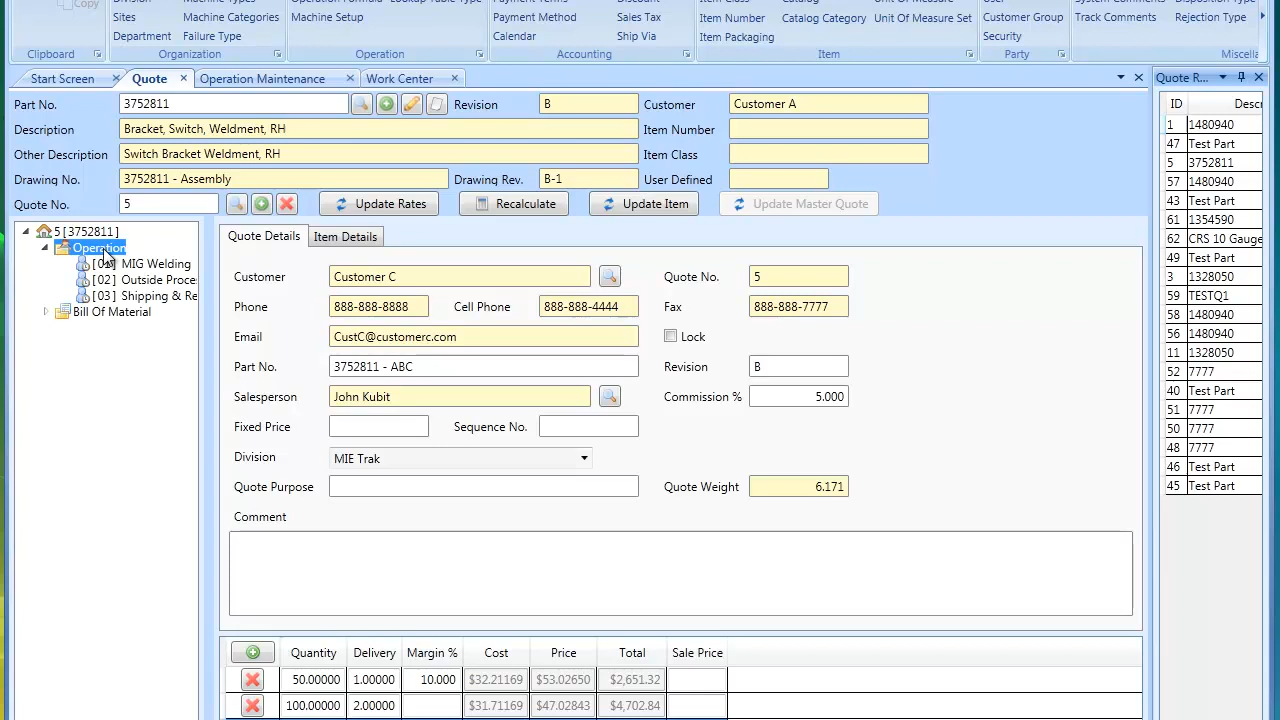 Copy
Division Machine Types Operation Formula Lookup Table Type Payment Terms Discount Item Class Catalog Unit Of Measure User System Comments Disposition Type
Sites Machine Categories Machine Setup Payment Method Sales Tax Item Number Catalog Category Unit Of Measure Set Customer Group Track Comments Rejection Type
Department Failure Type Calendar Ship Via Item Packaging Security
Clipboard Organization Operation Accounting Item Party Miscella
Start Screen Quote Operation Maintenance Work Center Quote R...
Part No. 3752811 Revision B Customer Customer A
Description Bracket, Switch, Weldment, RH Item Number
Other Description Switch Bracket Weldment, RH Item Class
Drawing No. 3752811 - Assembly Drawing Rev. B-1 User Defined
Quote No. 5 Update Rates Recalculate Update Item Update Master Quote
5 [3752811]
Operation
[01] MIG Welding
[02] Outside Proce
[03] Shipping & Re
Bill Of Material
Quote Details Item Details
Customer Customer C Quote No. 5
Phone 888-888-8888 Cell Phone 888-888-4444 Fax 888-888-7777
Email CustC@customerc.com Lock
Part No. 3752811 - ABC Revision B
Salesperson John Kubit Commission % 5.000
Fixed Price Sequence No.
Division MIE Trak
Quote Purpose Quote Weight 6.171
Comment
Quantity Delivery Margin % Cost Price Total Sale Price
50.00000 1.00000 10.000 $32.21169 $53.02650 $2,651.32
100.00000 2.00000 $31.71169 $47.02843 $4,702.84
ID Descr
1 1480940
47 Test Part
5 3752811
57 1480940
43 Test Part
61 1354590
62 CRS 10 Gauge
49 Test Part
3 1328050
59 TESTQ1
58 1480940
56 1480940
11 1328050
52 7777
40 Test Part
51 7777
50 7777
48 7777
46 Test Part
45 Test Part